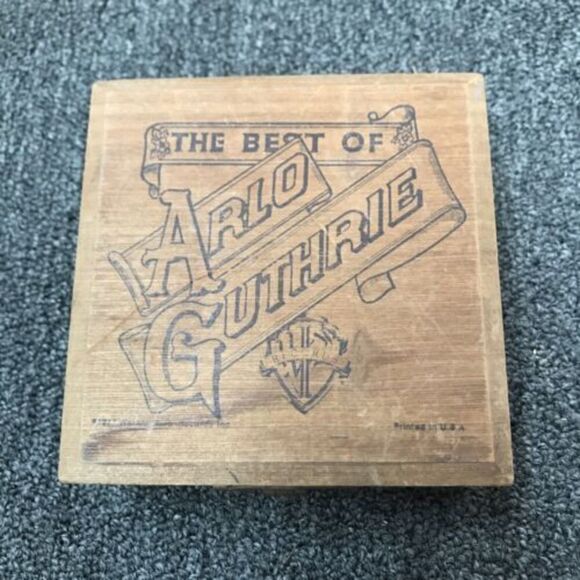 THE BEST OF
ARLO
GUTHRIE
Printed in U.S.A